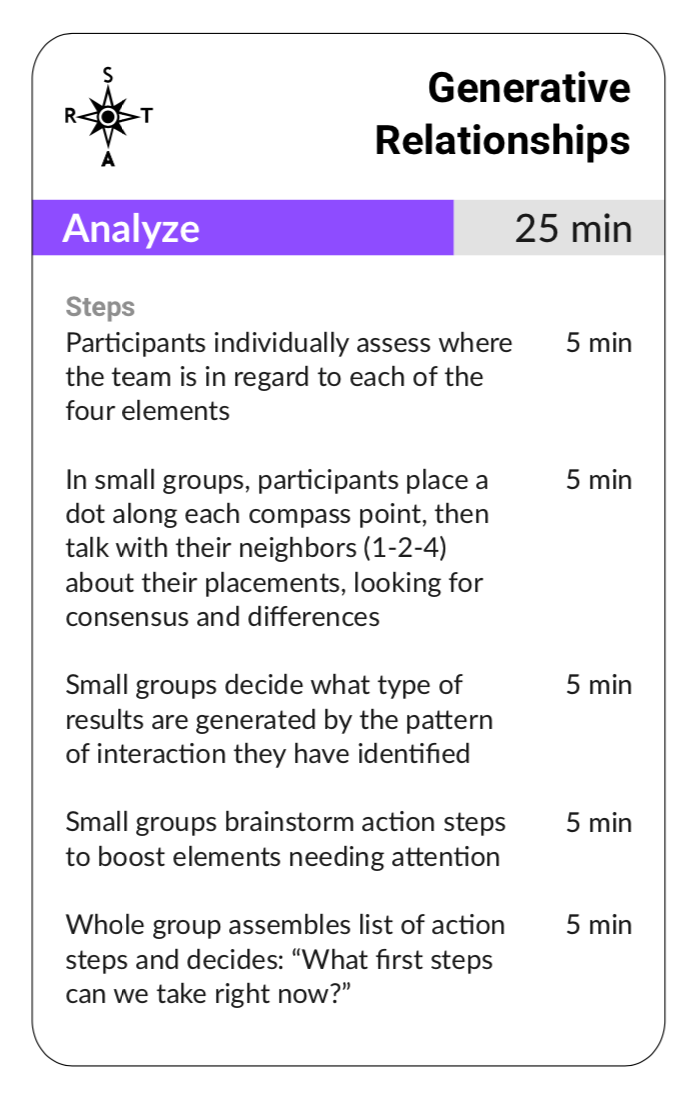 S
R T
A
Generative
Relationships
Analyze 25 min
Steps
Participants individually assess where 5 min
the team is in regard to each of the
four elements
In small groups, participants place a 5 min
dot along each compass point, then
talk with their neighbors (1-2-4)
about their placements, looking for
consensus and differences
Small groups decide what type of 5 min
results are generated by the pattern
of interaction they have identified
Small groups brainstorm action steps 5 min
to boost elements needing attention
Whole group assembles list of action 5 min
steps and decides: “What first steps
can we take right now?”